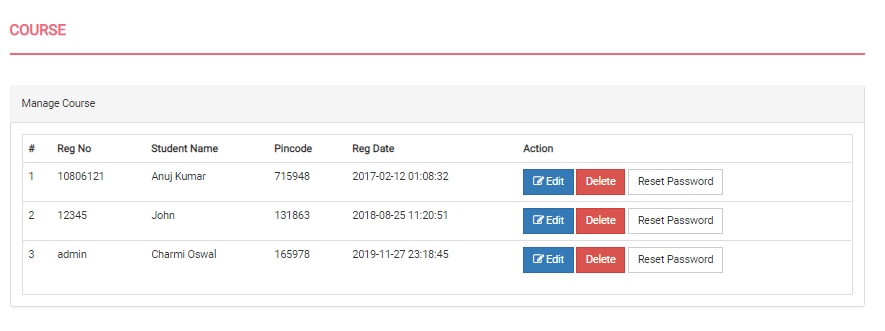 COURSE
Manage Course
# Reg No Student Name Pincode Reg Date Action
1 10806121 Anuj Kumar 715948 2017-02-12 01:08:32 Edit Delete Reset Password
2 12345 John 131863 2018-08-25 11:20:51 Edit Delete Reset Password
3 admin Charmi Oswal 165978 2019-11-27 23:18:45 Edit Delete Reset Password